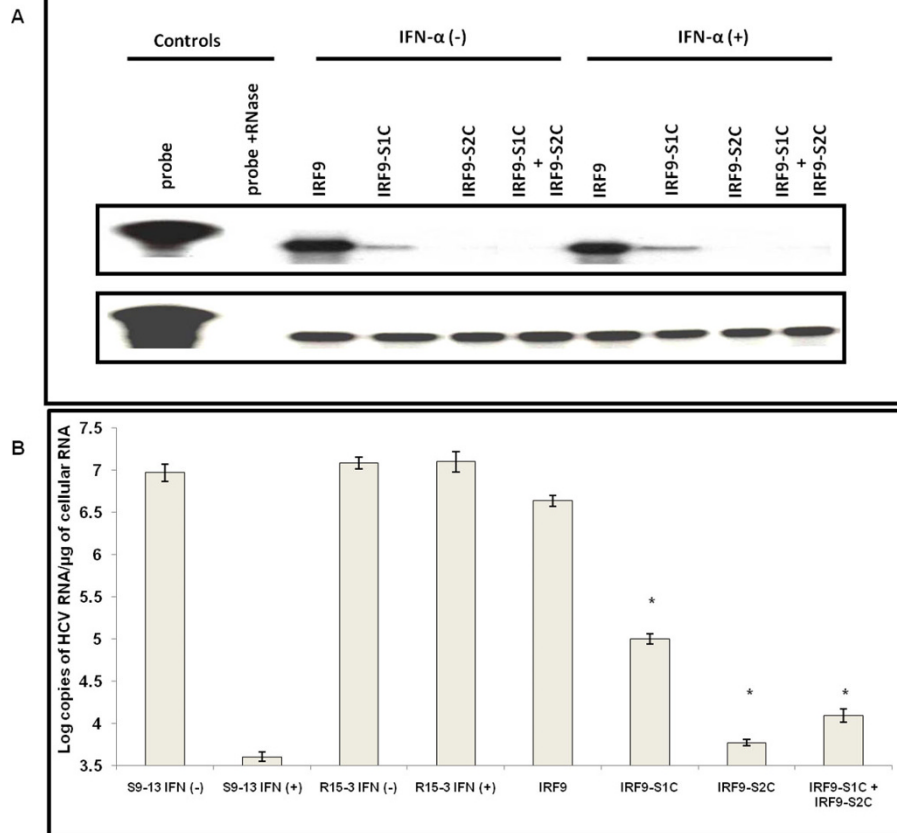 A
Controls
IFN-α (-)
IFN-α (+)
probe
probe +RNase
IRF9
IRF9-S1C
IRF9-S2C
IRF9-S1C
+
IRF9-S2C
IRF9
IRF9-S1C
IRF9-S2C
IRF9-S1C
+
IRF9-S2C
B
Log copies of HCV RNA/µg of cellular RNA
7.5
7
6.5
6
5.5
5
4.5
4
3.5
*
*
*
S9-13 IFN (-)
S9-13 IFN (+)
R15-3 IFN (-)
R15-3 IFN (+)
IRF9
IRF9-S1C
IRF9-S2C
IRF9-S1C +
IRF9-S2C